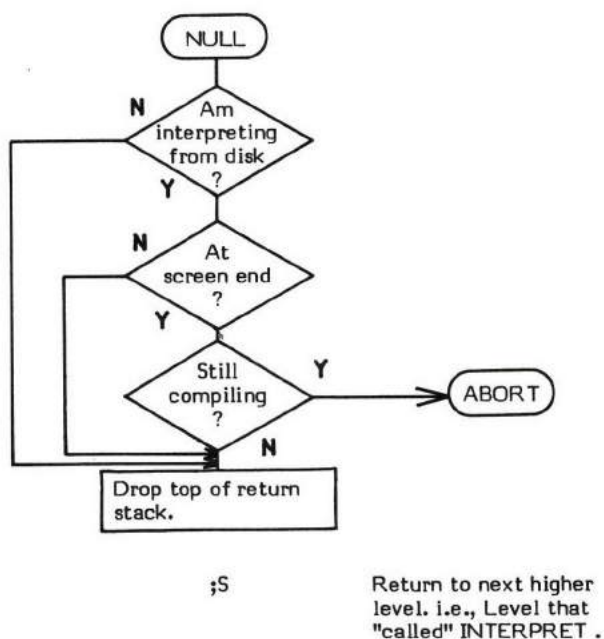 NULL
N
Am
interpreting
from disk
?
Y
N
At
screen end
?
Y
Still
compiling
?
Y
ABORT
N
Drop top of return
stack.
;S
Return to next higher
level. i.e., Level that
"called" INTERPRET .